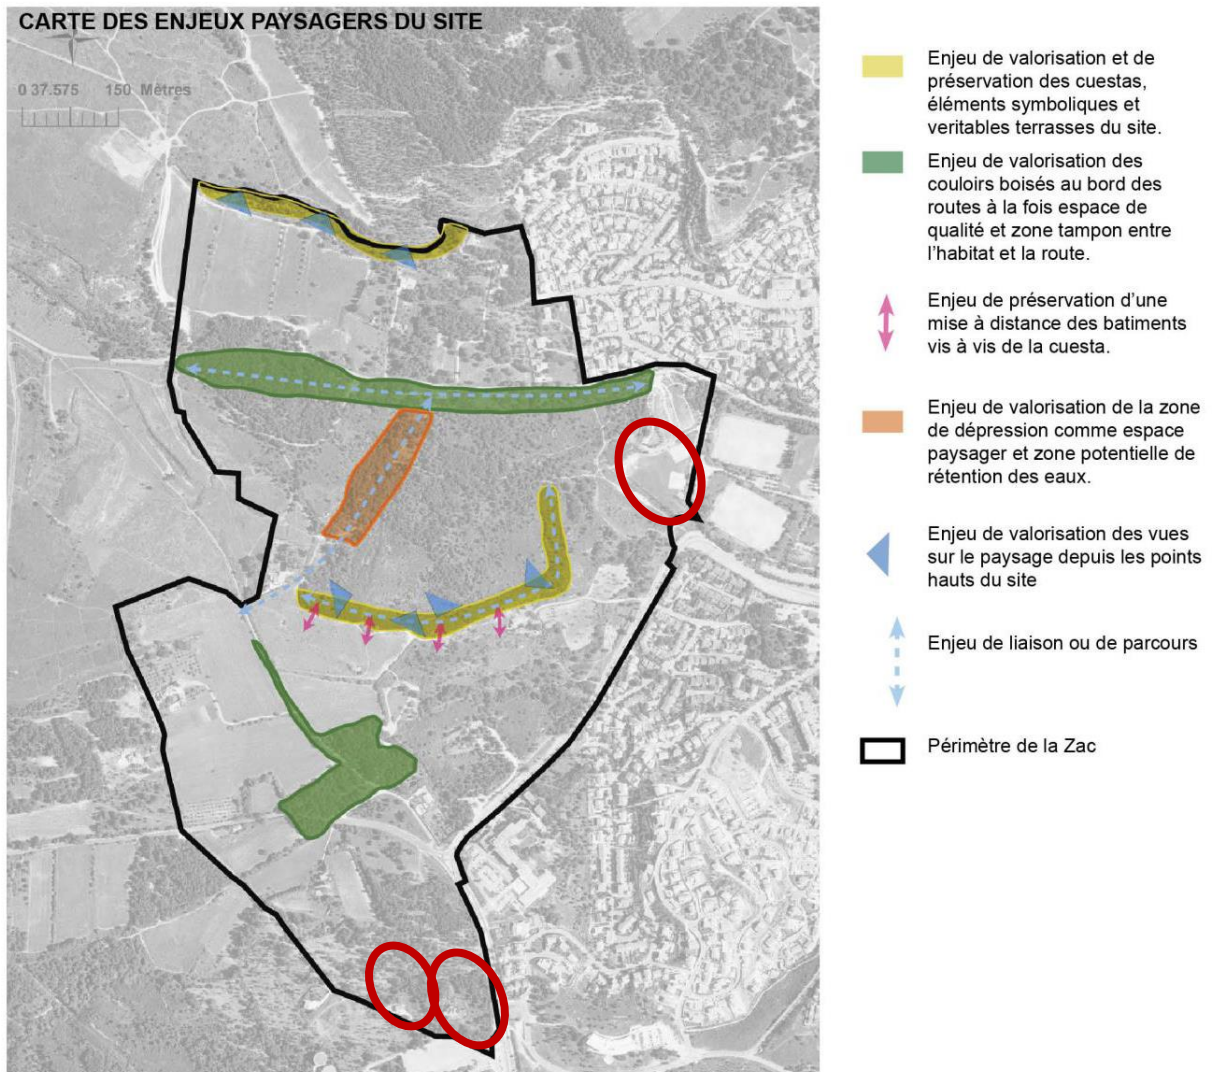 CARTE DES ENJEUX PAYSAGERS DU SITE
0 37.575 150 Mètres
Enjeu de valorisation et de
préservation des cuestas,
éléments symboliques et
veritables terrasses du site.
Enjeu de valorisation des
couloirs boisés au bord des
routes à la fois espace de
qualité et zone tampon entre
l'habitat et la route.
Enjeu de préservation d'une
mise à distance des batiments
vis à vis de la cuesta.
Enjeu de valorisation de la zone
de dépression comme espace
paysager et zone potentielle de
rétention des eaux.
Enjeu de valorisation des vues
sur le paysage depuis les points
hauts du site
Enjeu de liaison ou de parcours
Périmètre de la Zac